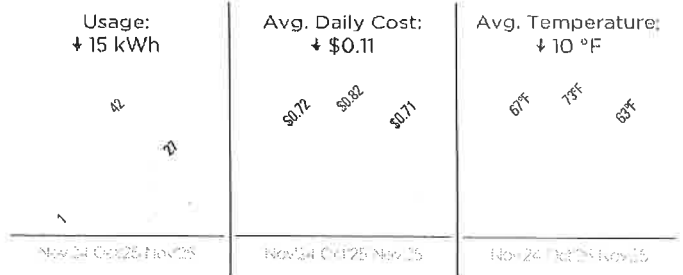 Usage:
↓ 15 kWh
42
27
1
Nov'24 Oct'25 Nov'25
Avg. Daily Cost:
↓ $0.11
$0.72
$0.82
$0.71
Nov'24 Oct'25 Nov'25
Avg. Temperature:
↓ 10 °F
67°F
73°F
63°F
Nov'24 Oct'25 Nov'25